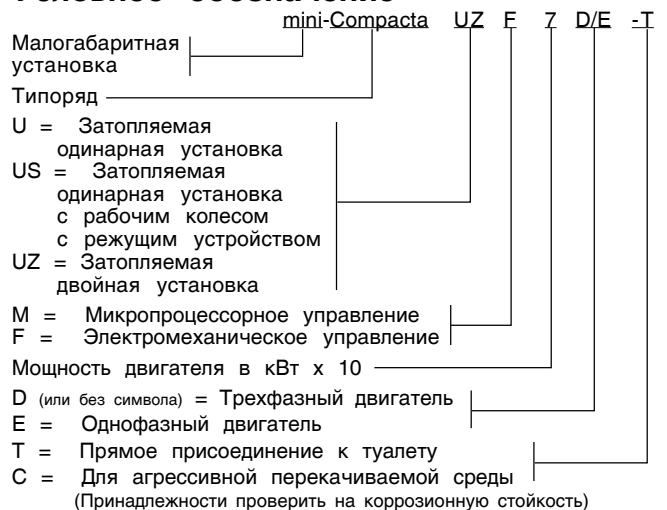 mini-Compacta UZ F 7 D/E -T
Малогабаритная
установка
Типоряд
U = Затопляемая
одинарная установка
US = Затопляемая
одинарная установка
с рабочим колесом
с режущим устройством
UZ = Затопляемая
двойная установка
M = Микропроцессорное управление
F = Электромеханическое управление
Мощность двигателя в кВт x 10
D (или без символа) = Трехфазный двигатель
E = Однофазный двигатель
T = Прямое присоединение к туалету
C = Для агрессивной перекачиваемой среды
(Принадлежности проверить на коррозионную стойкость)